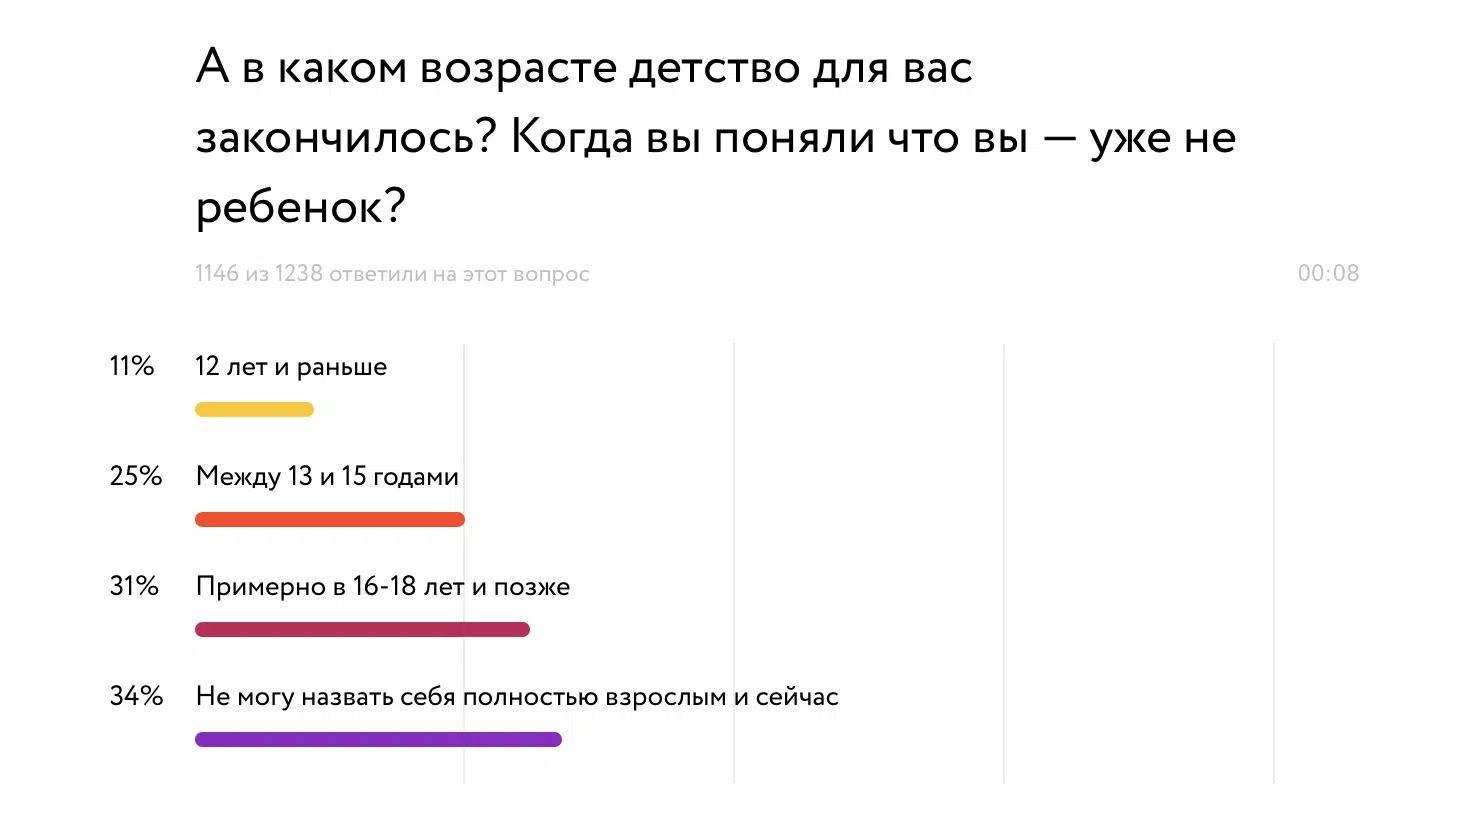 А в каком возрасте детство для вас
закончилось? Когда вы поняли что вы — уже не
ребенок?
1146 из 1238 ответили на этот вопрос
00:08
11% 12 лет и раньше
25% Между 13 и 15 годами
31% Примерно в 16-18 лет и позже
34% Не могу назвать себя полностью взрослым и сейчас